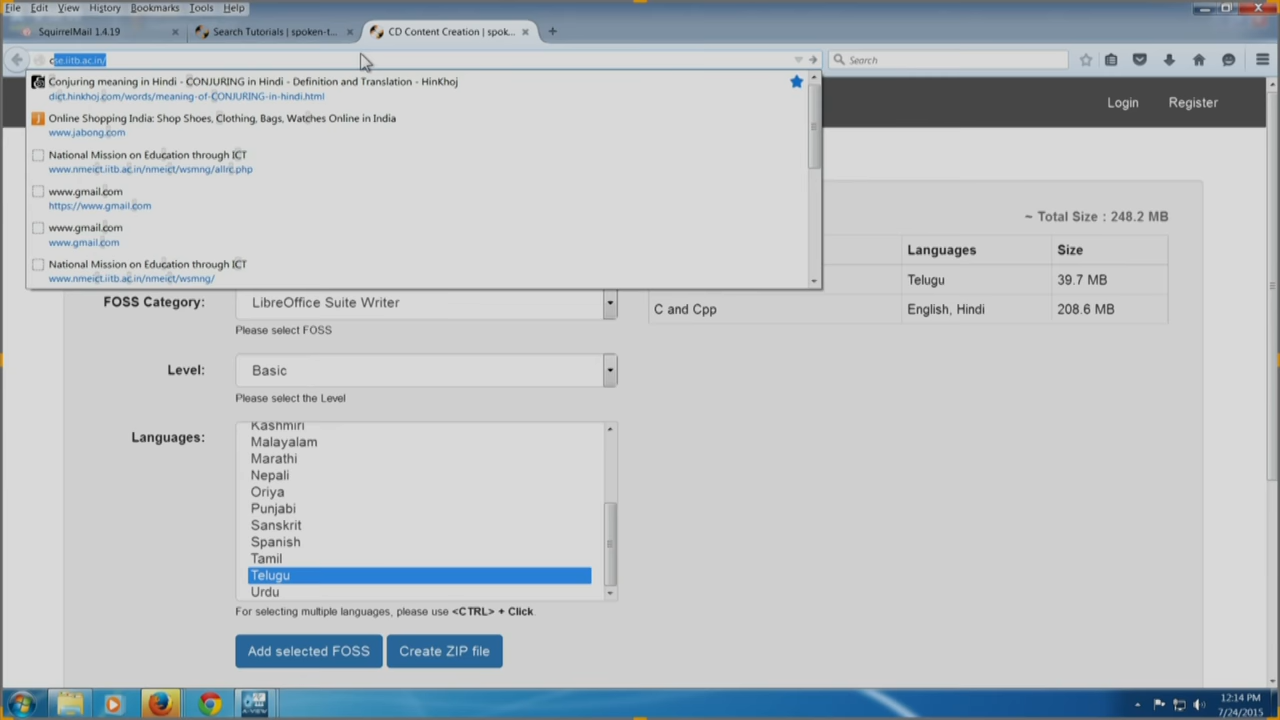 File Edit View History Bookmarks Tools Help
SquirrelMail 1.4.19
Search Tutorials | spoken-t...
CD Content Creation | spok...
cse.iitb.ac.in/
Search
Conjuring meaning in Hindi - CONJURING in Hindi - Definition and Translation - HinKhoj
dict.hinkhoj.com/words/meaning-of-CONJURING-in-hindi.html
Online Shopping India: Shop Shoes, Clothing, Bags, Watches Online in India
www.jabong.com
National Mission on Education through ICT
www.nmeict.iitb.ac.in/nmeict/wsmng/allrc.php
www.gmail.com
https://www.gmail.com
www.gmail.com
www.gmail.com
National Mission on Education through ICT
www.nmeict.iitb.ac.in/nmeict/wsmng/
Login Register
~ Total Size : 248.2 MB
Languages Size
Telugu 39.7 MB
C and Cpp English, Hindi 208.6 MB
FOSS Category: LibreOffice Suite Writer
Please select FOSS
Level: Basic
Please select the Level
Languages:
Kashmiri
Malayalam
Marathi
Nepali
Oriya
Punjabi
Sanskrit
Spanish
Tamil
Telugu
Urdu
For selecting multiple languages, please use <CTRL> + Click
Add selected FOSS Create ZIP file
12:14 PM
7/24/2015